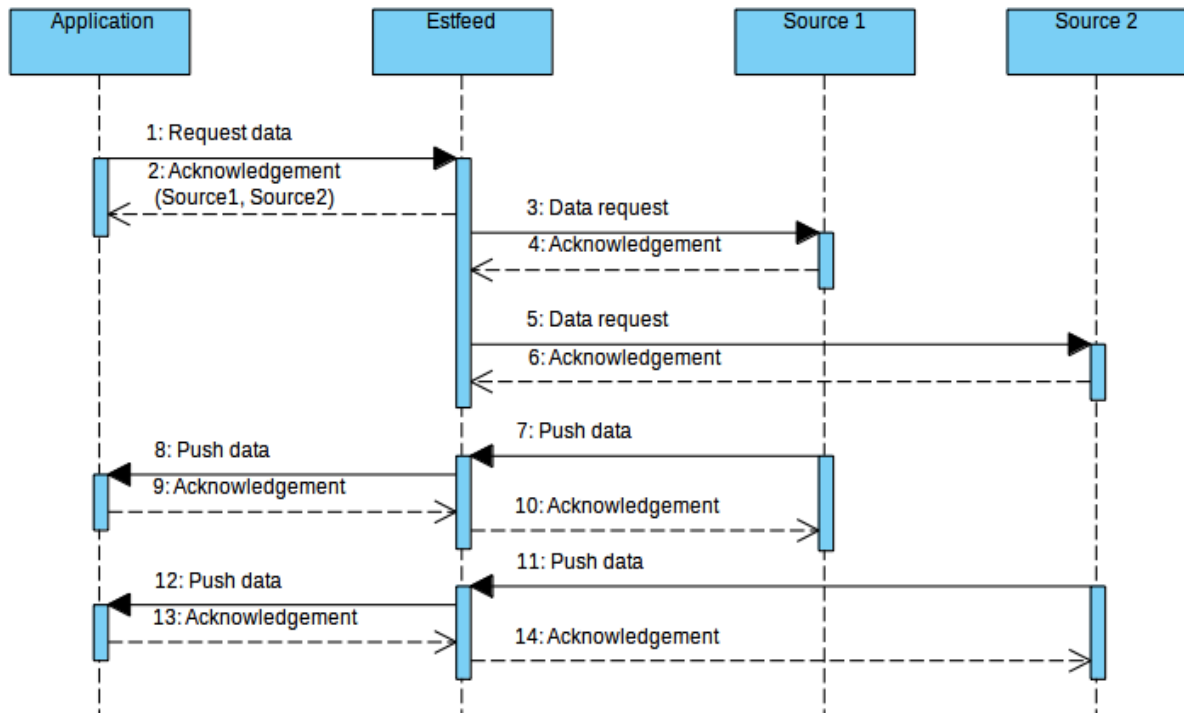 Application
Estfeed
Source 1
Source 2
1: Request data
2: Acknowledgement
(Source1, Source2)
3: Data request
4: Acknowledgement
5: Data request
6: Acknowledgement
7: Push data
8: Push data
9: Acknowledgement
10: Acknowledgement
11: Push data
12: Push data
13: Acknowledgement
14: Acknowledgement